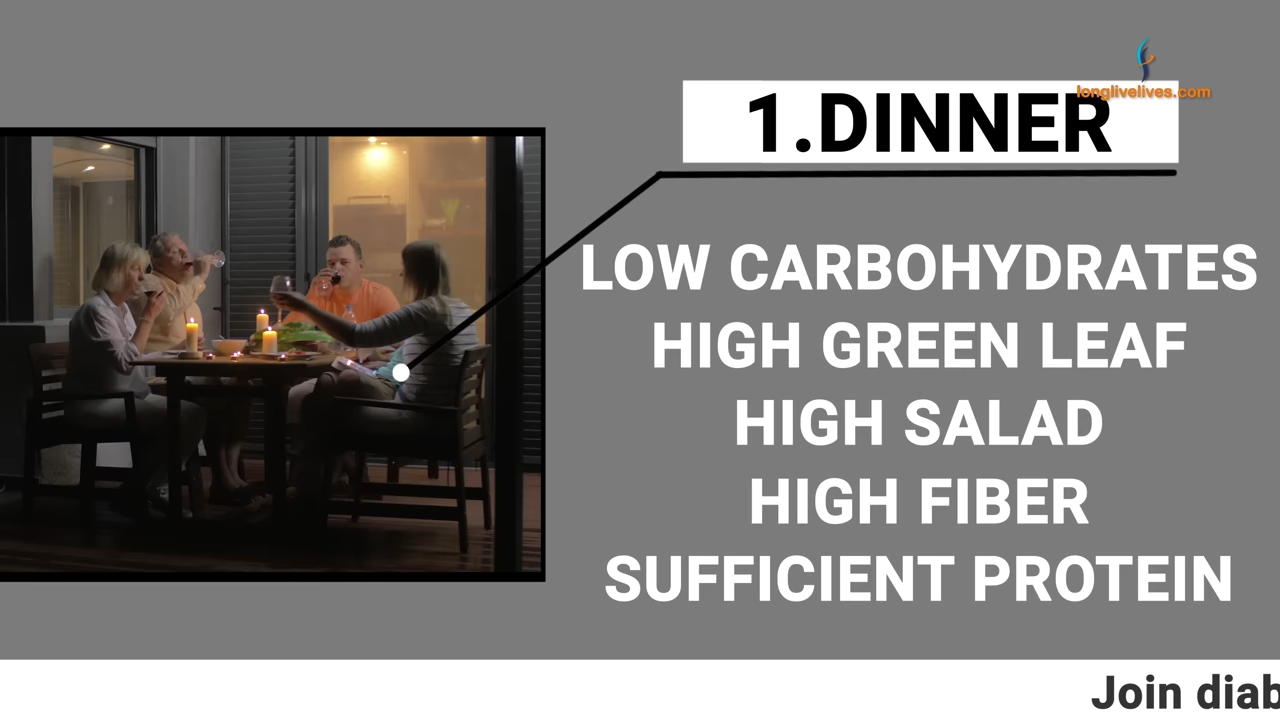 longlivelives.com
1.DINNER
LOW CARBOHYDRATES
HIGH GREEN LEAF
HIGH SALAD
HIGH FIBER
SUFFICIENT PROTEIN
Join diab